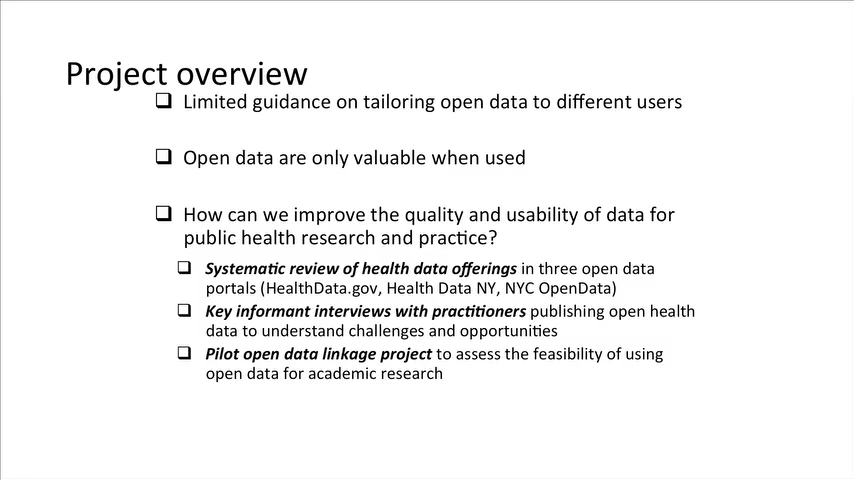 Project overview
❑ Limited guidance on tailoring open data to different users
❑ Open data are only valuable when used
❑ How can we improve the quality and usability of data for
public health research and practice?
❑ Systematic review of health data offerings in three open data
portals (HealthData.gov, Health Data NY, NYC OpenData)
❑ Key informant interviews with practitioners publishing open health
data to understand challenges and opportunities
❑ Pilot open data linkage project to assess the feasibility of using
open data for academic research